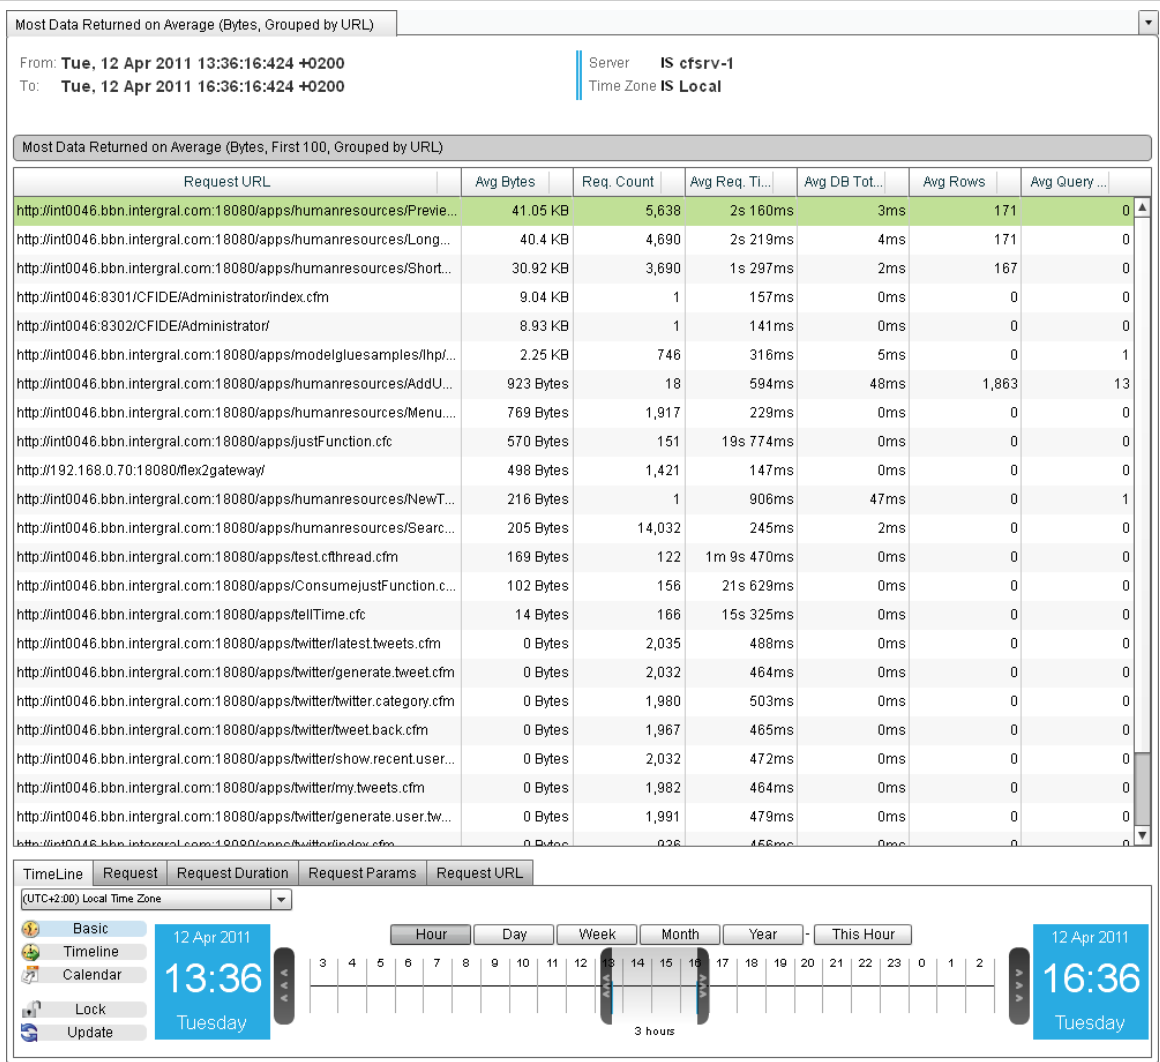 Most Data Returned on Average (Bytes, Grouped by URL)
From: Tue, 12 Apr 2011 13:36:16:424 +0200
To: Tue, 12 Apr 2011 16:36:16:424 +0200
Server IS cfsrv-1
Time Zone IS Local
Most Data Returned on Average (Bytes, First 100, Grouped by URL)
Request URL Avg Bytes Req. Count Avg Req. Ti... Avg DB Tot... Avg Rows Avg Query ...
http://int0046.bbn.intergral.com:18080/apps/humanresources/Previe... 41.05 KB 5,638 2s 160ms 3ms 171 0
http://int0046.bbn.intergral.com:18080/apps/humanresources/Long... 40.4 KB 4,690 2s 219ms 4ms 171 0
http://int0046.bbn.intergral.com:18080/apps/humanresources/Short... 30.92 KB 3,690 1s 297ms 2ms 167 0
http://int0046:8301/CFIDE/Administrator/index.cfm 9.04 KB 1 157ms 0ms 0 0
http://int0046:8302/CFIDE/Administrator/ 8.93 KB 1 141ms 0ms 0 0
http://int0046.bbn.intergral.com:18080/apps/modelgluesamples/lhp/... 2.25 KB 746 316ms 5ms 0 1
http://int0046.bbn.intergral.com:18080/apps/humanresources/AddU... 923 Bytes 18 594ms 48ms 1,863 13
http://int0046.bbn.intergral.com:18080/apps/humanresources/Menu.... 769 Bytes 1,917 229ms 0ms 0 0
http://int0046.bbn.intergral.com:18080/apps/justFunction.cfc 570 Bytes 151 19s 774ms 0ms 0 0
http://192.168.0.70:18080/flex2gateway/ 498 Bytes 1,421 147ms 0ms 0 0
http://int0046.bbn.intergral.com:18080/apps/humanresources/NewT... 216 Bytes 1 906ms 47ms 0 1
http://int0046.bbn.intergral.com:18080/apps/humanresources/Searc... 205 Bytes 14,032 245ms 2ms 0 0
http://int0046.bbn.intergral.com:18080/apps/test.cfthread.cfm 169 Bytes 122 1m 9s 470ms 0ms 0 0
http://int0046.bbn.intergral.com:18080/apps/ConsumejustFunction.c... 102 Bytes 156 21s 629ms 0ms 0 0
http://int0046.bbn.intergral.com:18080/apps/tellTime.cfc 14 Bytes 166 15s 325ms 0ms 0 0
http://int0046.bbn.intergral.com:18080/apps/twitter/latest.tweets.cfm 0 Bytes 2,035 488ms 0ms 0 0
http://int0046.bbn.intergral.com:18080/apps/twitter/generate.tweet.cfm 0 Bytes 2,032 464ms 0ms 0 0
http://int0046.bbn.intergral.com:18080/apps/twitter/twitter.category.cfm 0 Bytes 1,980 503ms 0ms 0 0
http://int0046.bbn.intergral.com:18080/apps/twitter/tweet.back.cfm 0 Bytes 1,967 465ms 0ms 0 0
http://int0046.bbn.intergral.com:18080/apps/twitter/show.recent.user... 0 Bytes 2,032 472ms 0ms 0 0
http://int0046.bbn.intergral.com:18080/apps/twitter/my.tweets.cfm 0 Bytes 1,982 464ms 0ms 0 0
http://int0046.bbn.intergral.com:18080/apps/twitter/generate.user.tw... 0 Bytes 1,991 479ms 0ms 0 0
http://int0046.bbn.intergral.com:18080/apps/twitter/index.cfm 0 Bytes 936 456ms 0ms 0 0
TimeLine Request Request Duration Request Params Request URL
(UTC+2:00) Local Time Zone
Basic
Timeline
Calendar
Lock
Update
12 Apr 2011
13:36
Tuesday
Hour Day Week Month Year - This Hour
3 4 5 6 7 8 9 10 11 12 13 14 15 16 17 18 19 20 21 22 23 0 1 2
3 hours
12 Apr 2011
16:36
Tuesday